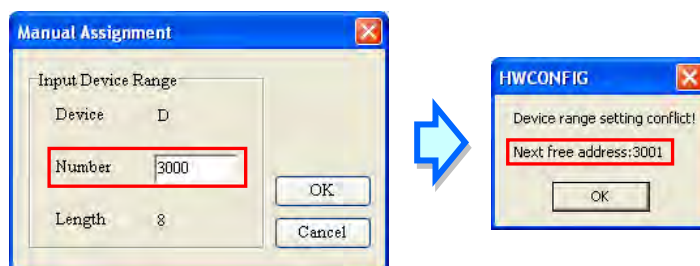 Manual Assignment
Input Device Range
Device D
Number 3000
Length 8
OK
Cancel
HWCONFIG
Device range setting conflict!
Next free address:3001
OK